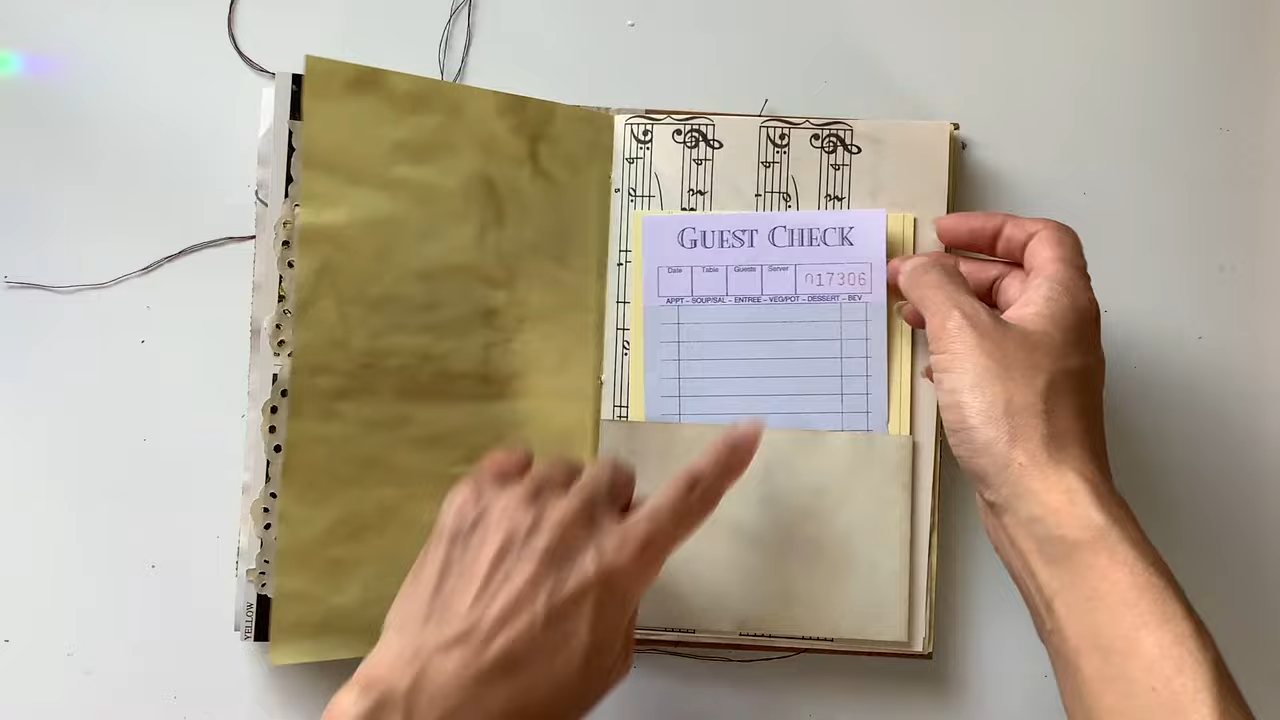 GUEST CHECK
Date Table Guests Server 017306
APPT – SOUP/SAL – ENTREE – VEG/POT – DESSERT – BEV
YELLOW